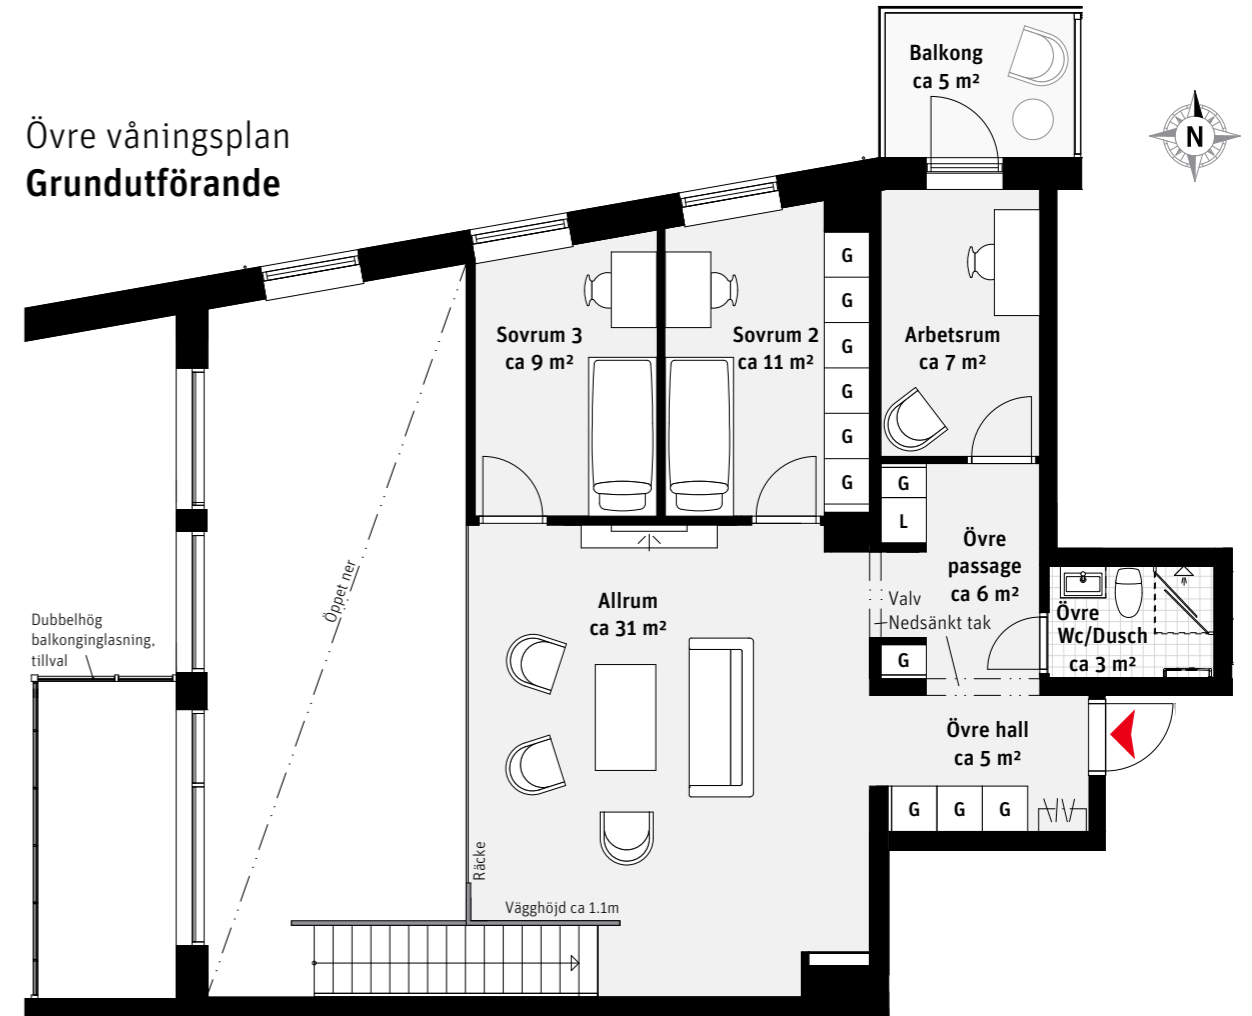 Övre våningsplan
Grundutförande
Balkong
ca 5 m²
N
Sovrum 3
ca 9 m²
Sovrum 2
ca 11 m²
G
G
G
G
G
G
Arbetsrum
ca 7 m²
G
L
Övre
passage
ca 6 m²
Öppet ner
Allrum
ca 31 m²
Valv
Nedsänkt tak
G
Övre
Wc/Dusch
ca 3 m²
Dubbelhög
balkonginglasning,
tillval
Övre hall
ca 5 m²
G
G
G
Räcke
Vägghöjd ca 1.1m